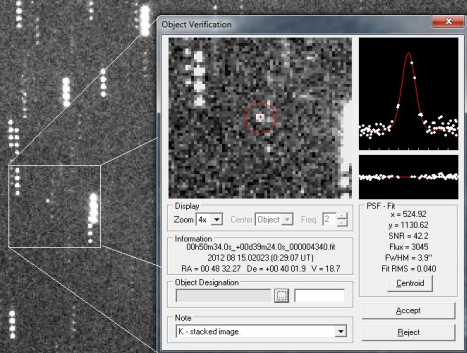 Object Verification
Display
Zoom 4x Center Object Freq. 2
Information
00h50m34.0s_+00d39m24.0s_000004340.fit
2012 08 15.02023 (0:29:07 UT)
RA = 00 48 32.27 De = +00 40 01.9 V = 18.7
Object Designation
...
Note
K - stacked image
PSF - Fit
x = 524.92
y = 1130.62
SNR = 42.2
Flux = 3045
FWHM = 3.9"
Fit RMS = 0.040
Centroid
Accept
Reject